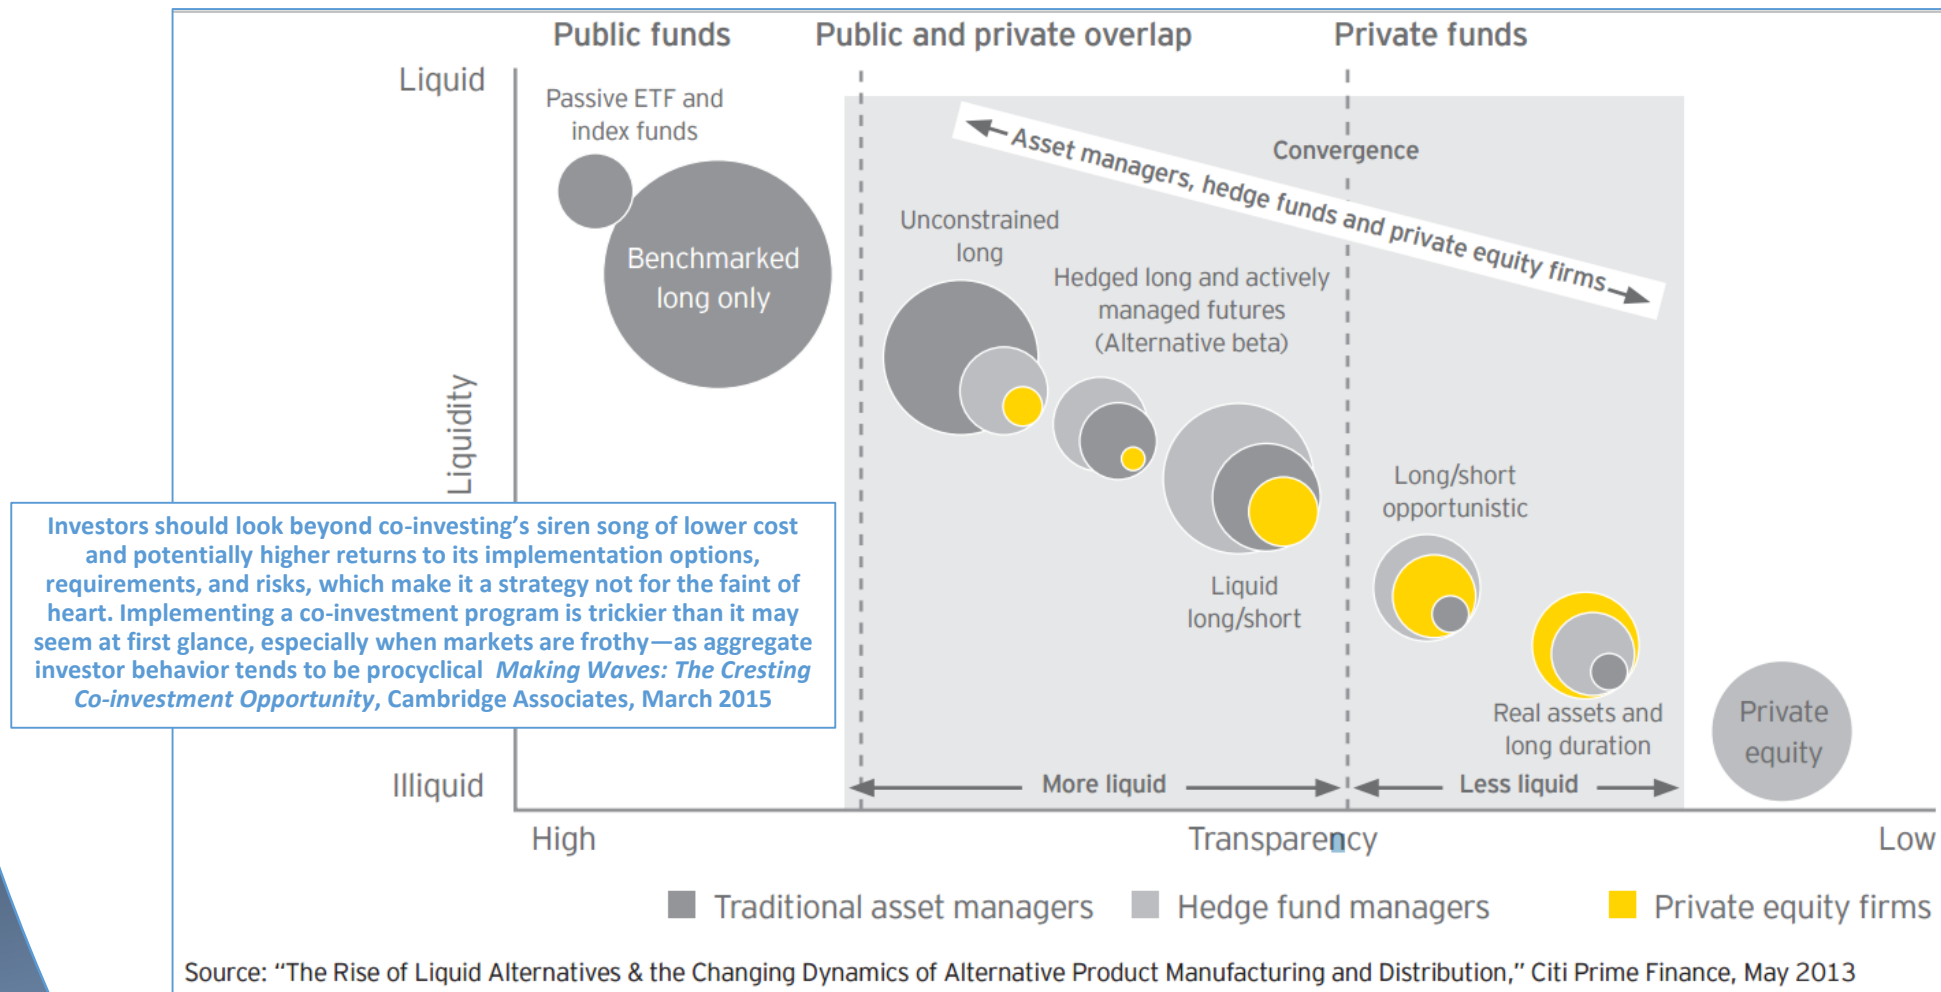 Public funds
Public and private overlap
Private funds
Liquid
Passive ETF and
index funds
Benchmarked
long only
Convergence
Asset managers, hedge funds and private equity firms
Unconstrained
long
Hedged long and actively
managed futures
(Alternative beta)
Liquidity
Long/short
opportunistic
Liquid
long/short
Investors should look beyond co-investing’s siren song of lower cost
and potentially higher returns to its implementation options,
requirements, and risks, which make it a strategy not for the faint of
heart. Implementing a co-investment program is trickier than it may
seem at first glance, especially when markets are frothy—as aggregate
investor behavior tends to be procyclical Making Waves: The Cresting
Co-investment Opportunity, Cambridge Associates, March 2015
Real assets and
long duration
Private
equity
Illiquid
More liquid
Less liquid
High
Transparency
Low
Traditional asset managers
Hedge fund managers
Private equity firms
Source: “The Rise of Liquid Alternatives & the Changing Dynamics of Alternative Product Manufacturing and Distribution,” Citi Prime Finance, May 2013